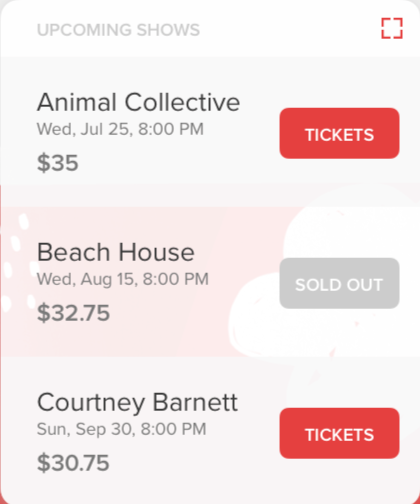 UPCOMING SHOWS
Animal Collective
Wed, Jul 25, 8:00 PM
$35
TICKETS
Beach House
Wed, Aug 15, 8:00 PM
$32.75
SOLD OUT
Courtney Barnett
Sun, Sep 30, 8:00 PM
$30.75
TICKETS